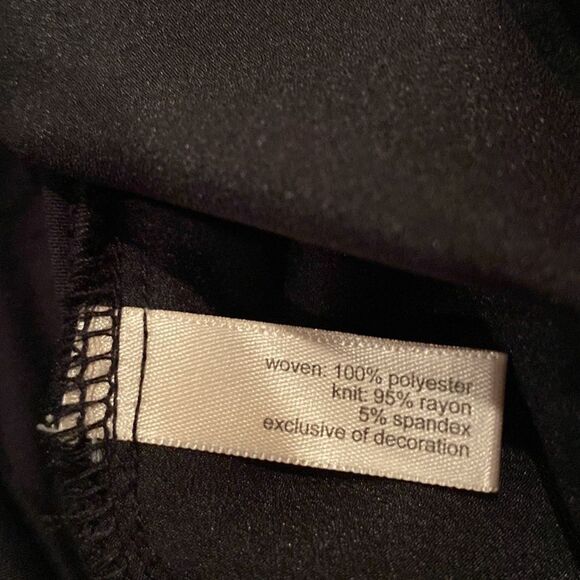 woven: 100% polyester
knit: 95% rayon
5% spandex
exclusive of decoration